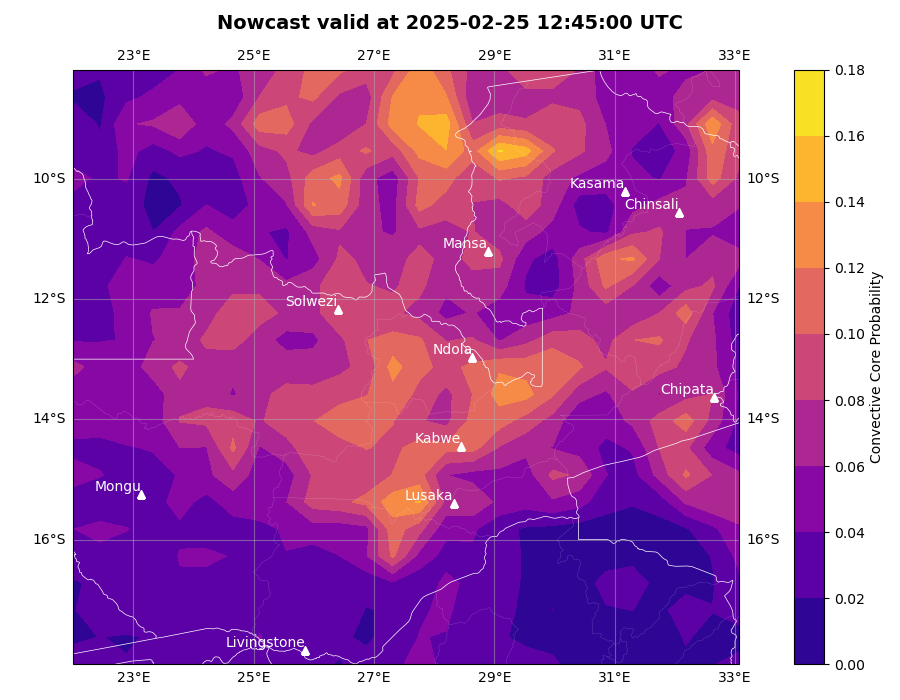 Nowcast valid at 2025-02-25 12:45:00 UTC
23°E 25°E 27°E 29°E 31°E 33°E
0.18
0.16
0.14
0.12
0.10
0.08
0.06
0.04
0.02
0.00
Convective Core Probability
10°S 10°S
12°S 12°S
14°S 14°S
16°S 16°S
Kasama
Chinsali
Mansa
Solwezi
Ndola
Chipata
Kabwe
Mongu
Lusaka
Livingstone
23°E 25°E 27°E 29°E 31°E 33°E